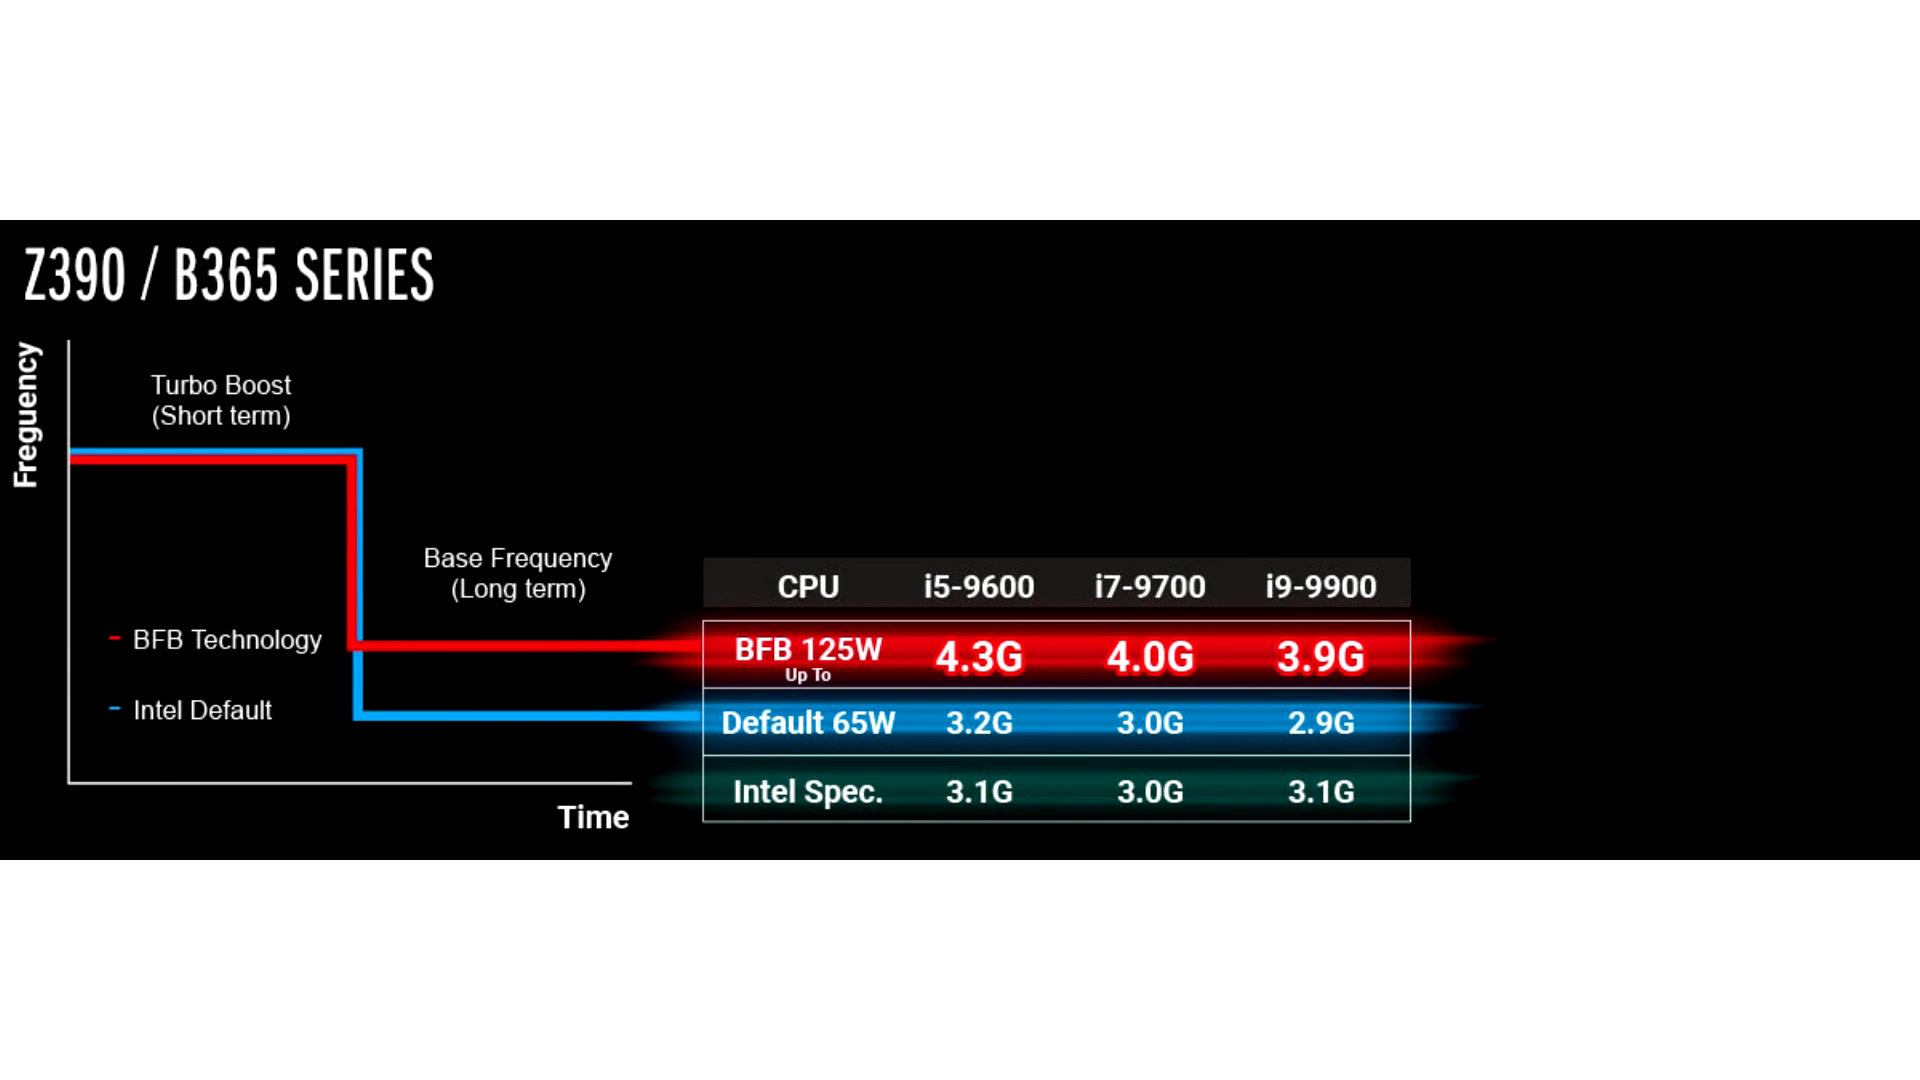 Z390 / B365 SERIES
Freguency
Turbo Boost
(Short term)
Base Frequency
(Long term)
- BFB Technology
- Intel Default
Time
CPU i5-9600 i7-9700 i9-9900
BFB 125W 4.3G 4.0G 3.9G
Up To
Default 65W 3.2G 3.0G 2.9G
Intel Spec. 3.1G 3.0G 3.1G